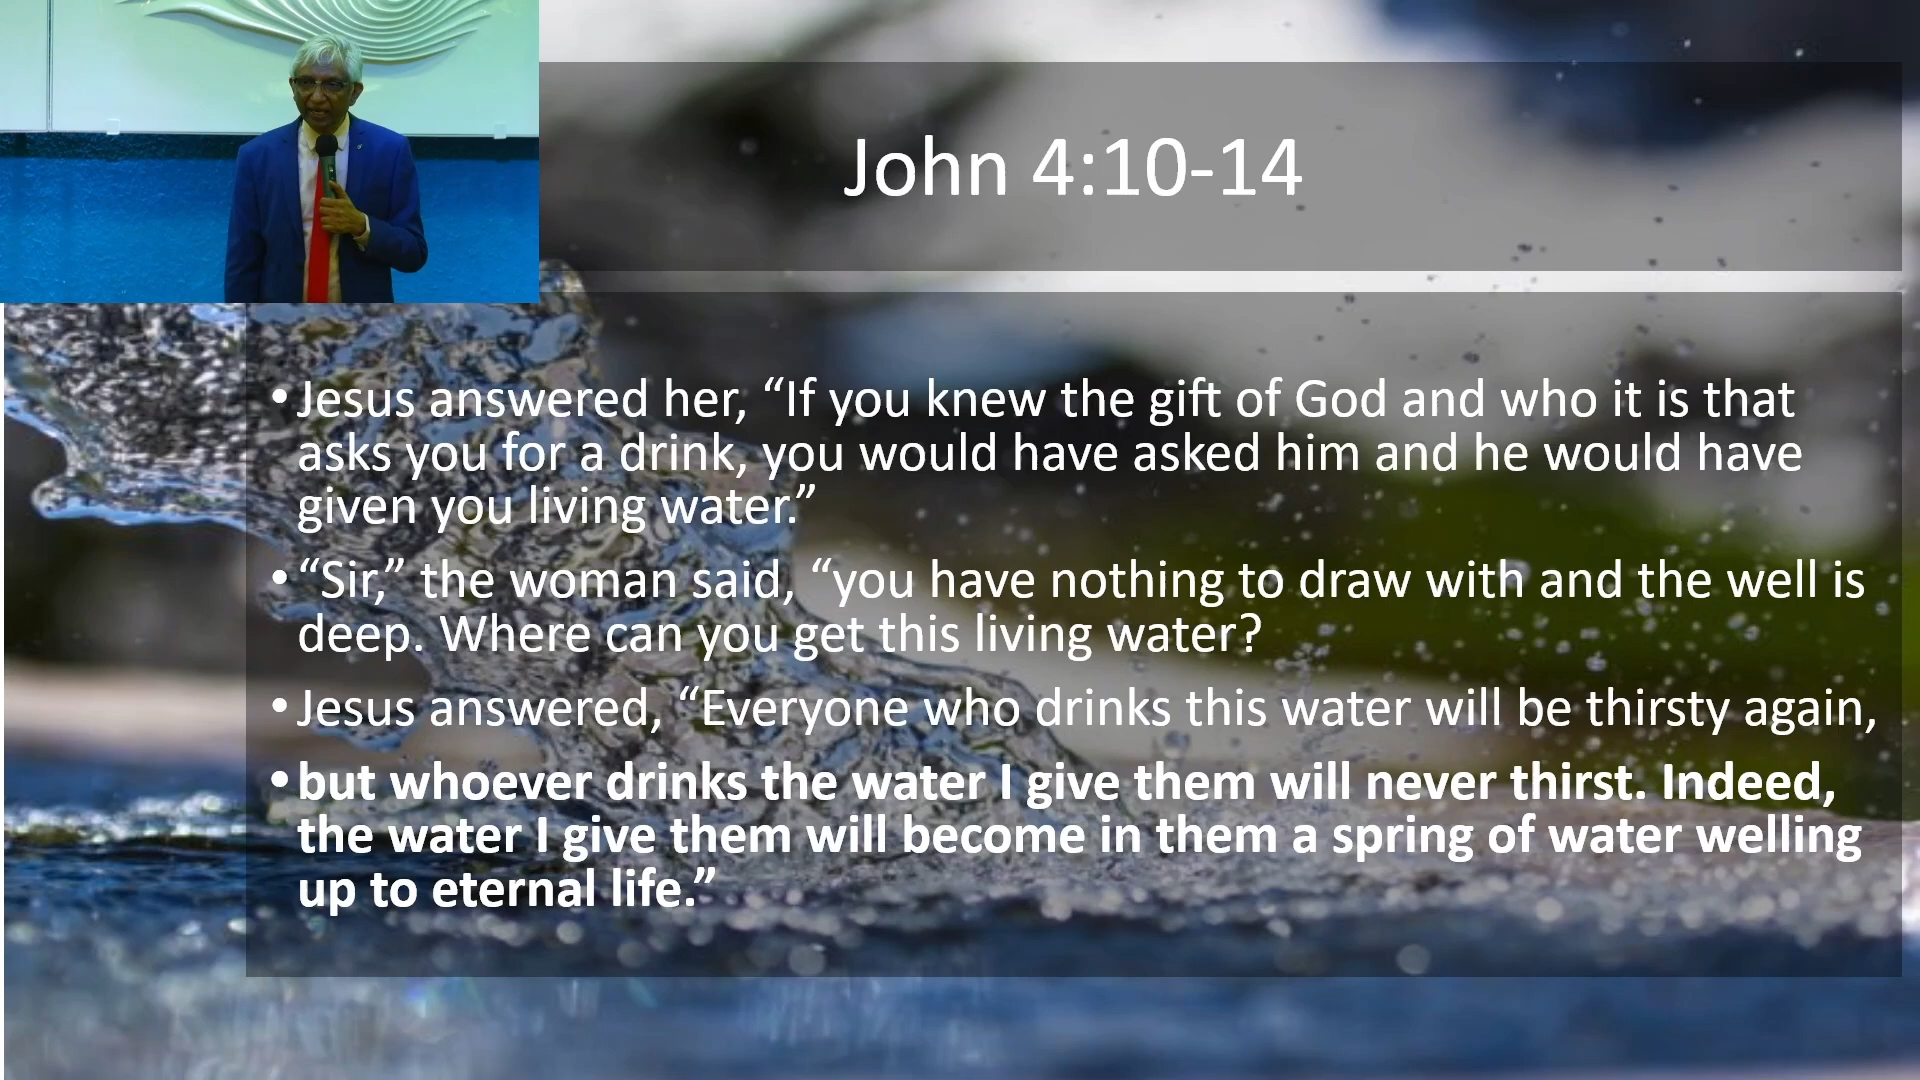 John 4:10-14
• Jesus answered her, “If you knew the gift of God and who it is that
asks you for a drink, you would have asked him and he would have
given you living water.”
• “Sir,” the woman said, “you have nothing to draw with and the well is
deep. Where can you get this living water?
• Jesus answered, “Everyone who drinks this water will be thirsty again,
• but whoever drinks the water I give them will never thirst. Indeed,
the water I give them will become in them a spring of water welling
up to eternal life.”